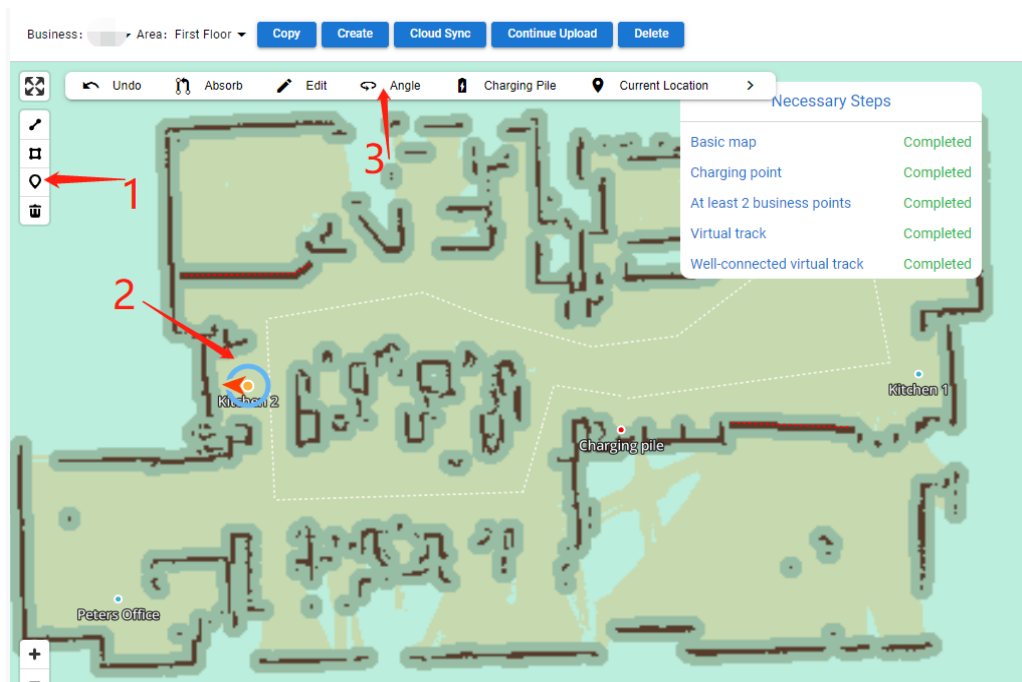 Business: Area: First Floor Copy Create Cloud Sync Continue Upload Delete
Undo Absorb Edit Angle Charging Pile Current Location
Necessary Steps
Basic map Completed
Charging point Completed
At least 2 business points Completed
Virtual track Completed
Well-connected virtual track Completed
1
3
2
Kitchen 2
Kitchen 1
Charging pile
Peters Office